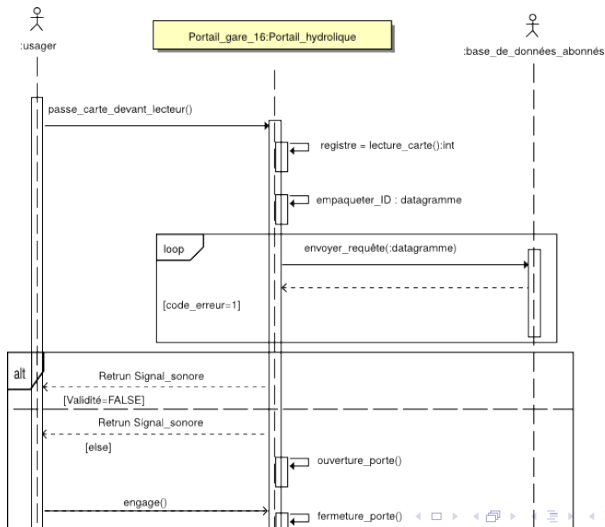 :usager
Portail_gare_16:Portail_hydrolique
:base_de_données_abonnés
passe_carte_devant_lecteur()
registre = lecture_carte():int
empaqueter_ID : datagramme
loop
envoyer_requête(:datagramme)
[code_erreur=1]
alt
Retrun Signal_sonore
[Validité=FALSE]
Retrun Signal_sonore
[else]
ouverture_porte()
engage()
fermeture_porte()